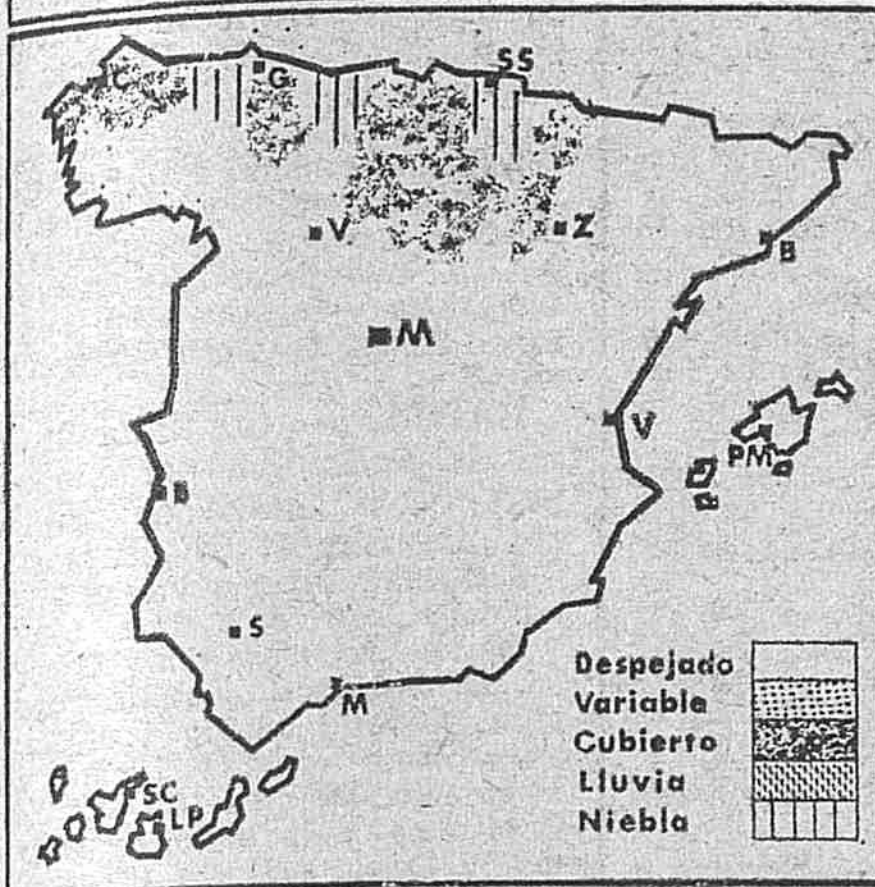 SS
C
G
V
Z
B
M
V
PM
B
S
M
SC
LP
Despejado
Variable
Cubierto
Lluvia
Niebla